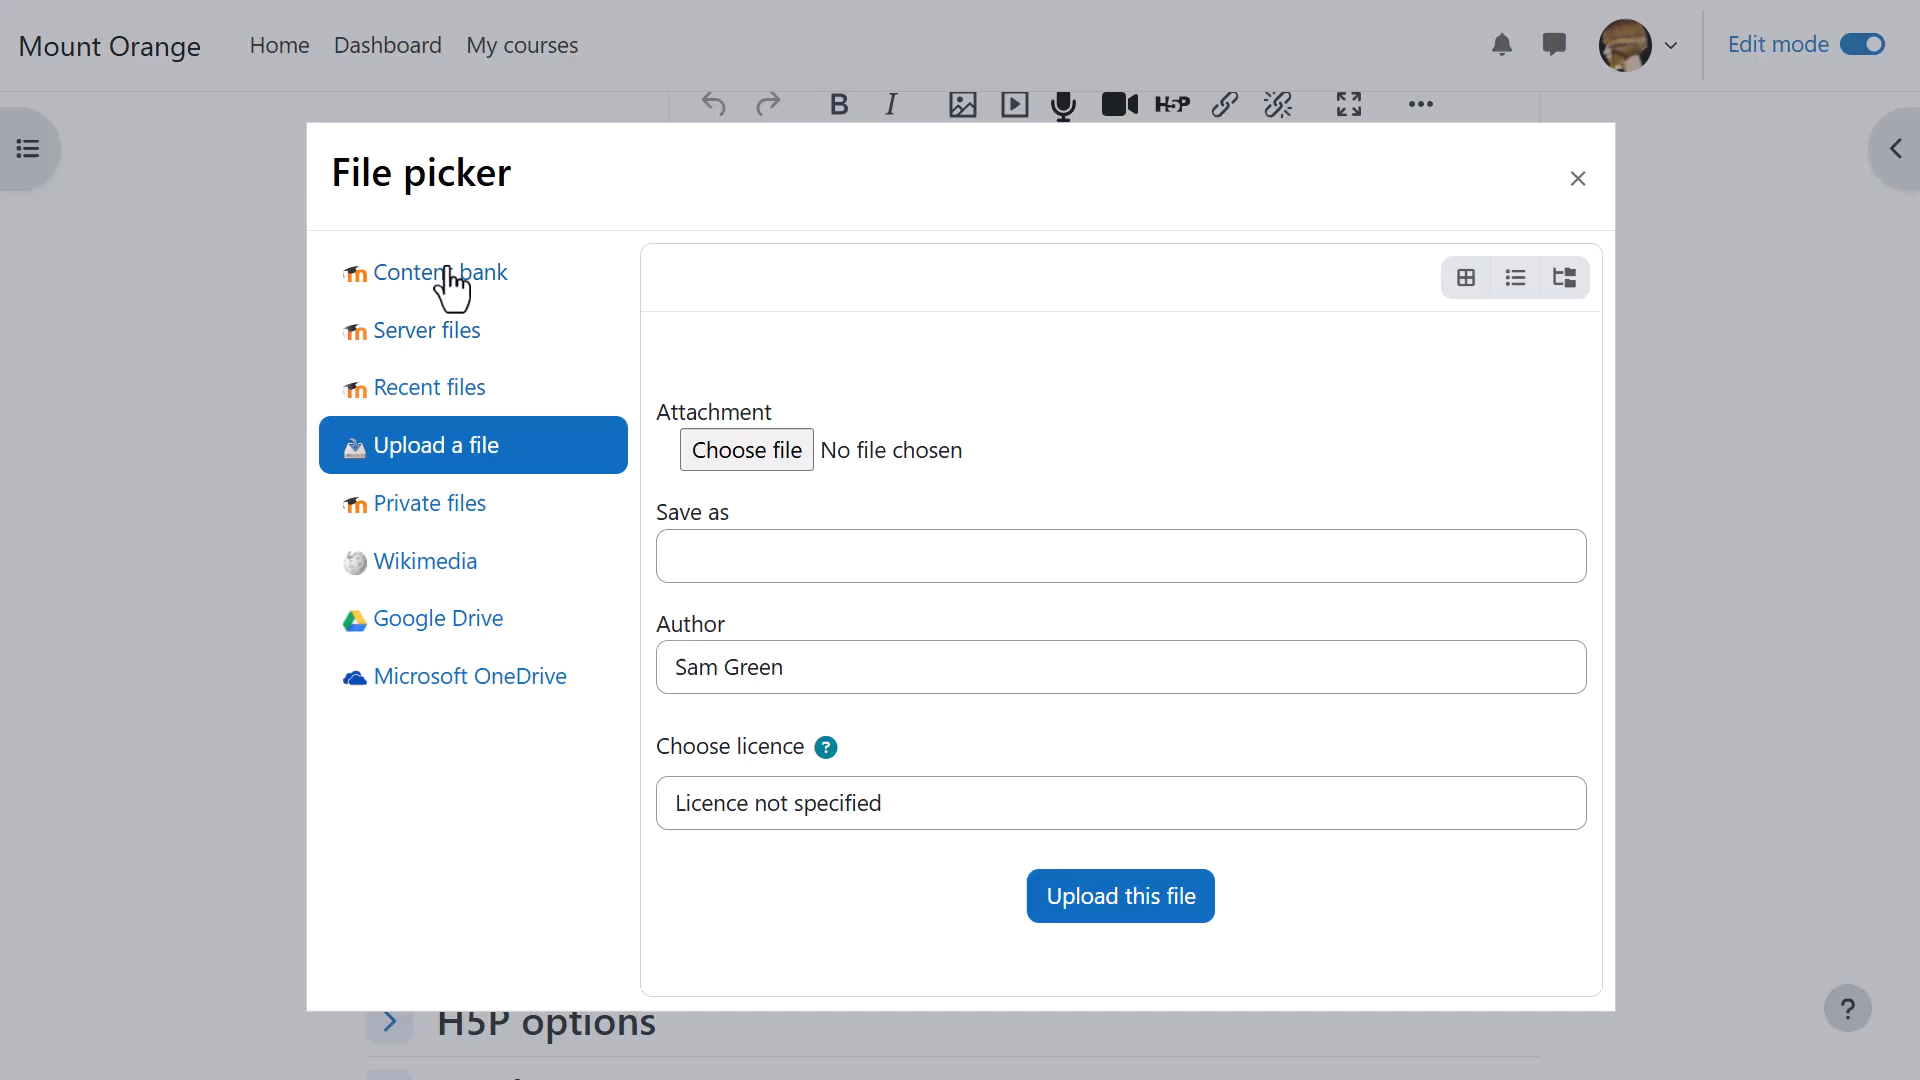 Mount Orange
Home
Dashboard
My courses
Edit mode
B
I
H5P
File picker
Content bank
Server files
Recent files
Upload a file
Private files
Wikimedia
Google Drive
Microsoft OneDrive
Attachment
Choose file No file chosen
Save as
Author
Sam Green
Choose licence ?
Licence not specified
Upload this file
H5P options
?